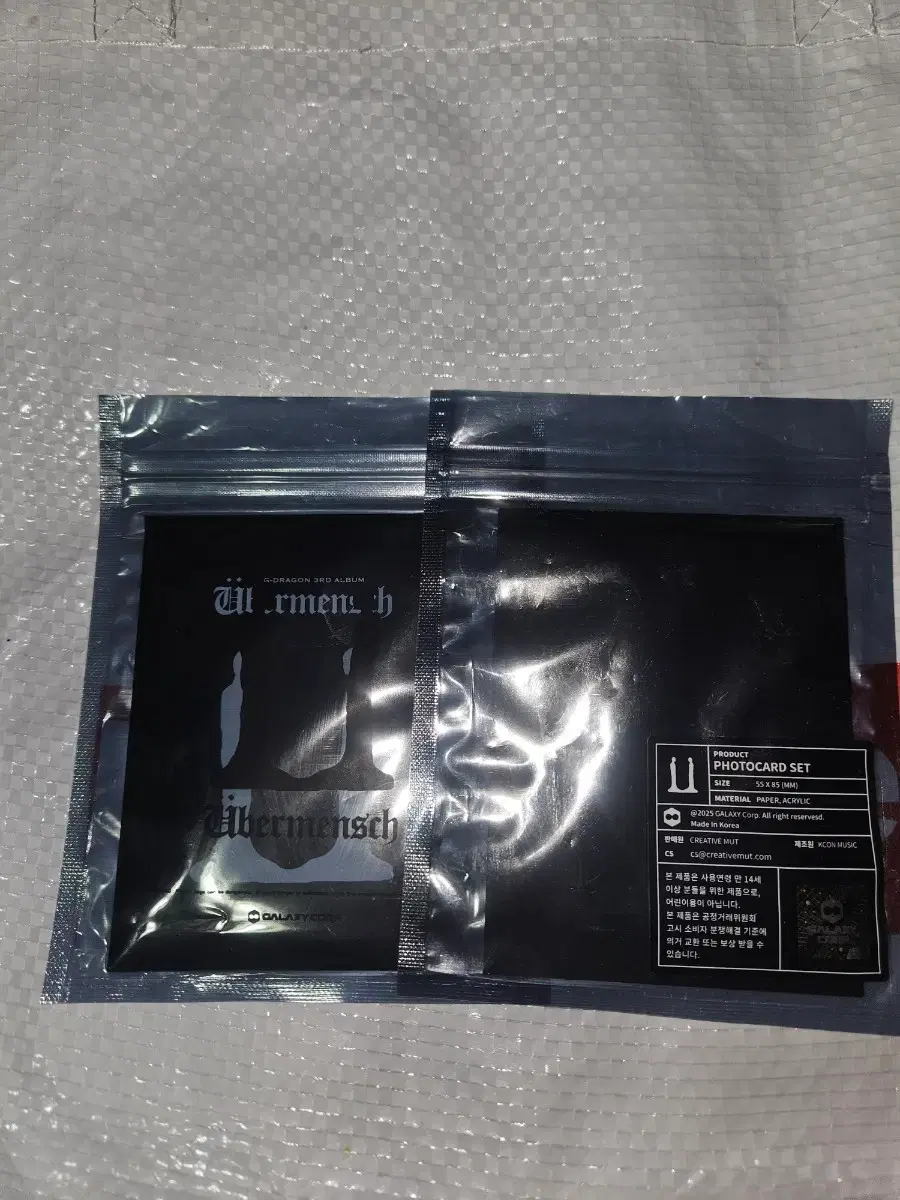 G-DRAGON 3RD ALBUM
Übermensch
GALAXY CORP
PRODUCT
PHOTOCARD SET
SIZE 55 X 85 (MM)
MATERIAL PAPER, ACRYLIC
@2025 GALAXY Corp. All right reservesd.
Made In Korea
판매원 CREATIVE MUT 제조원 KCON MUSIC
CS cs@creativemut.com
본 제품은 사용연령 만 14세
이상 분들을 위한 제품으로,
어린이용이 아닙니다.
본 제품은 공정거래위원회
고시 소비자 분쟁해결 기준에
의거 교환 또는 보상 받을 수
있습니다.
GALAXY
CORP